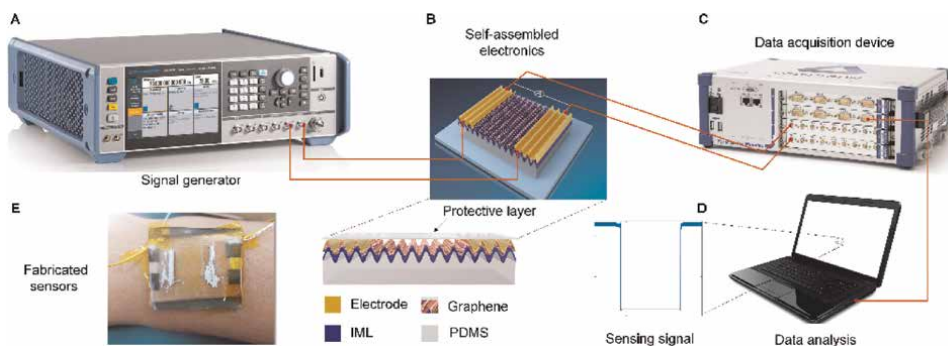 A
B
C
Self-assembled
electronics
Data acquisition device
Signal generator
E
Protective layer
D
Fabricated
sensors
Electrode
Graphene
IML
PDMS
Sensing signal
Data analysis